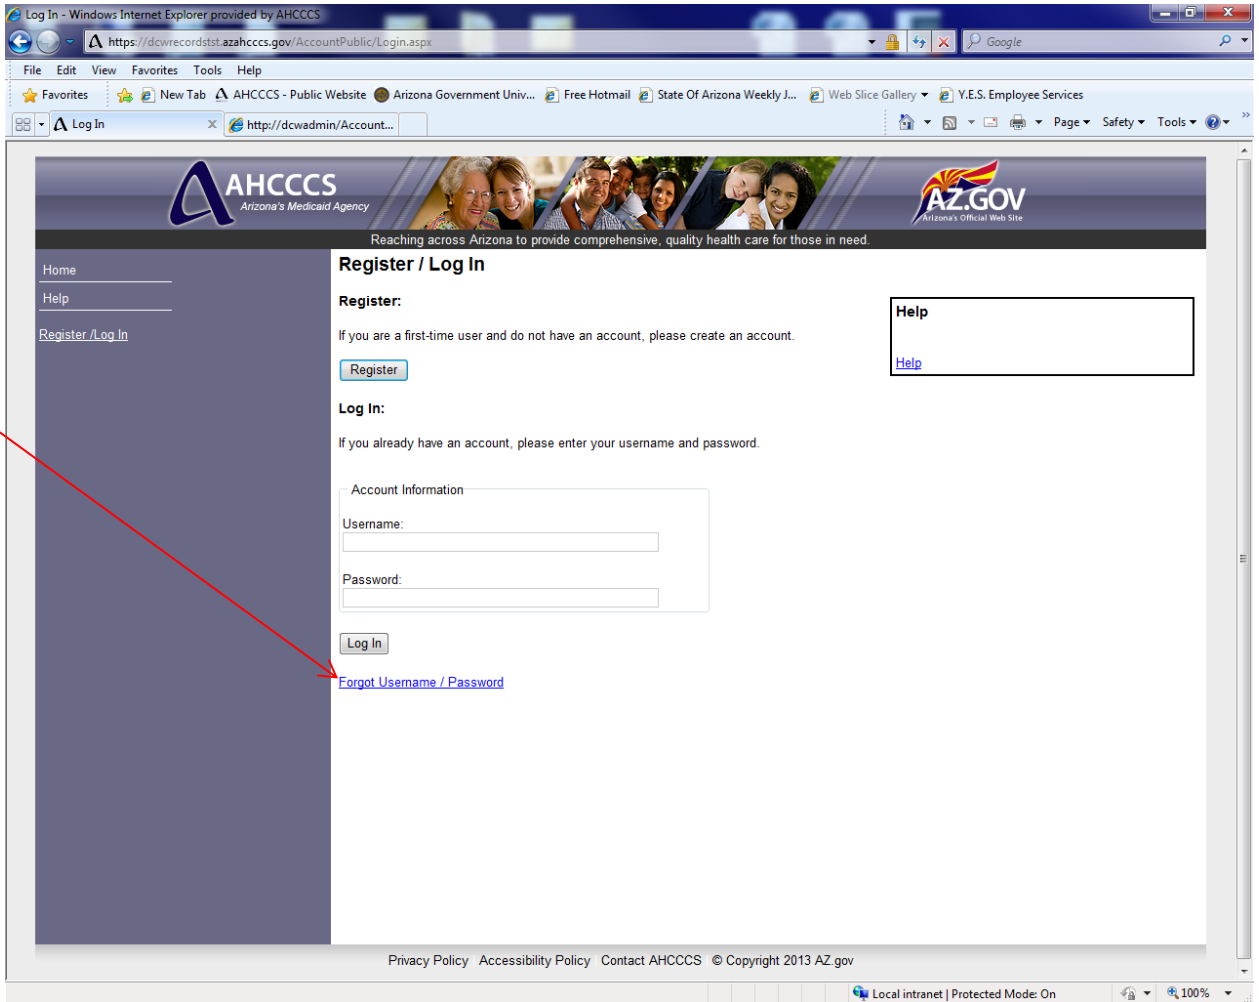 Log In - Windows Internet Explorer provided by AHCCCS
https://dcwrecordstst.azahcccs.gov/AccountPublic/Login.aspx
Google
File Edit View Favorites Tools Help
Favorites New Tab AHCCCS - Public Website Arizona Government Univ... Free Hotmail State Of Arizona Weekly J... Web Slice Gallery Y.E.S. Employee Services
Log In x http://dcwadmin/Account... Page Safety Tools
AHCCCS
Arizona's Medicaid Agency
AZ.GOV
Arizona's Official Web Site
Reaching across Arizona to provide comprehensive, quality health care for those in need.
Home
Help
Register /Log In
Register / Log In
Register:
If you are a first-time user and do not have an account, please create an account.
Register
Help
Help
Log In:
If you already have an account, please enter your username and password.
Account Information
Username:
Password:
Log In
Forgot Username / Password
Privacy Policy Accessibility Policy Contact AHCCCS © Copyright 2013 AZ.gov
Local intranet | Protected Mode: On 100%